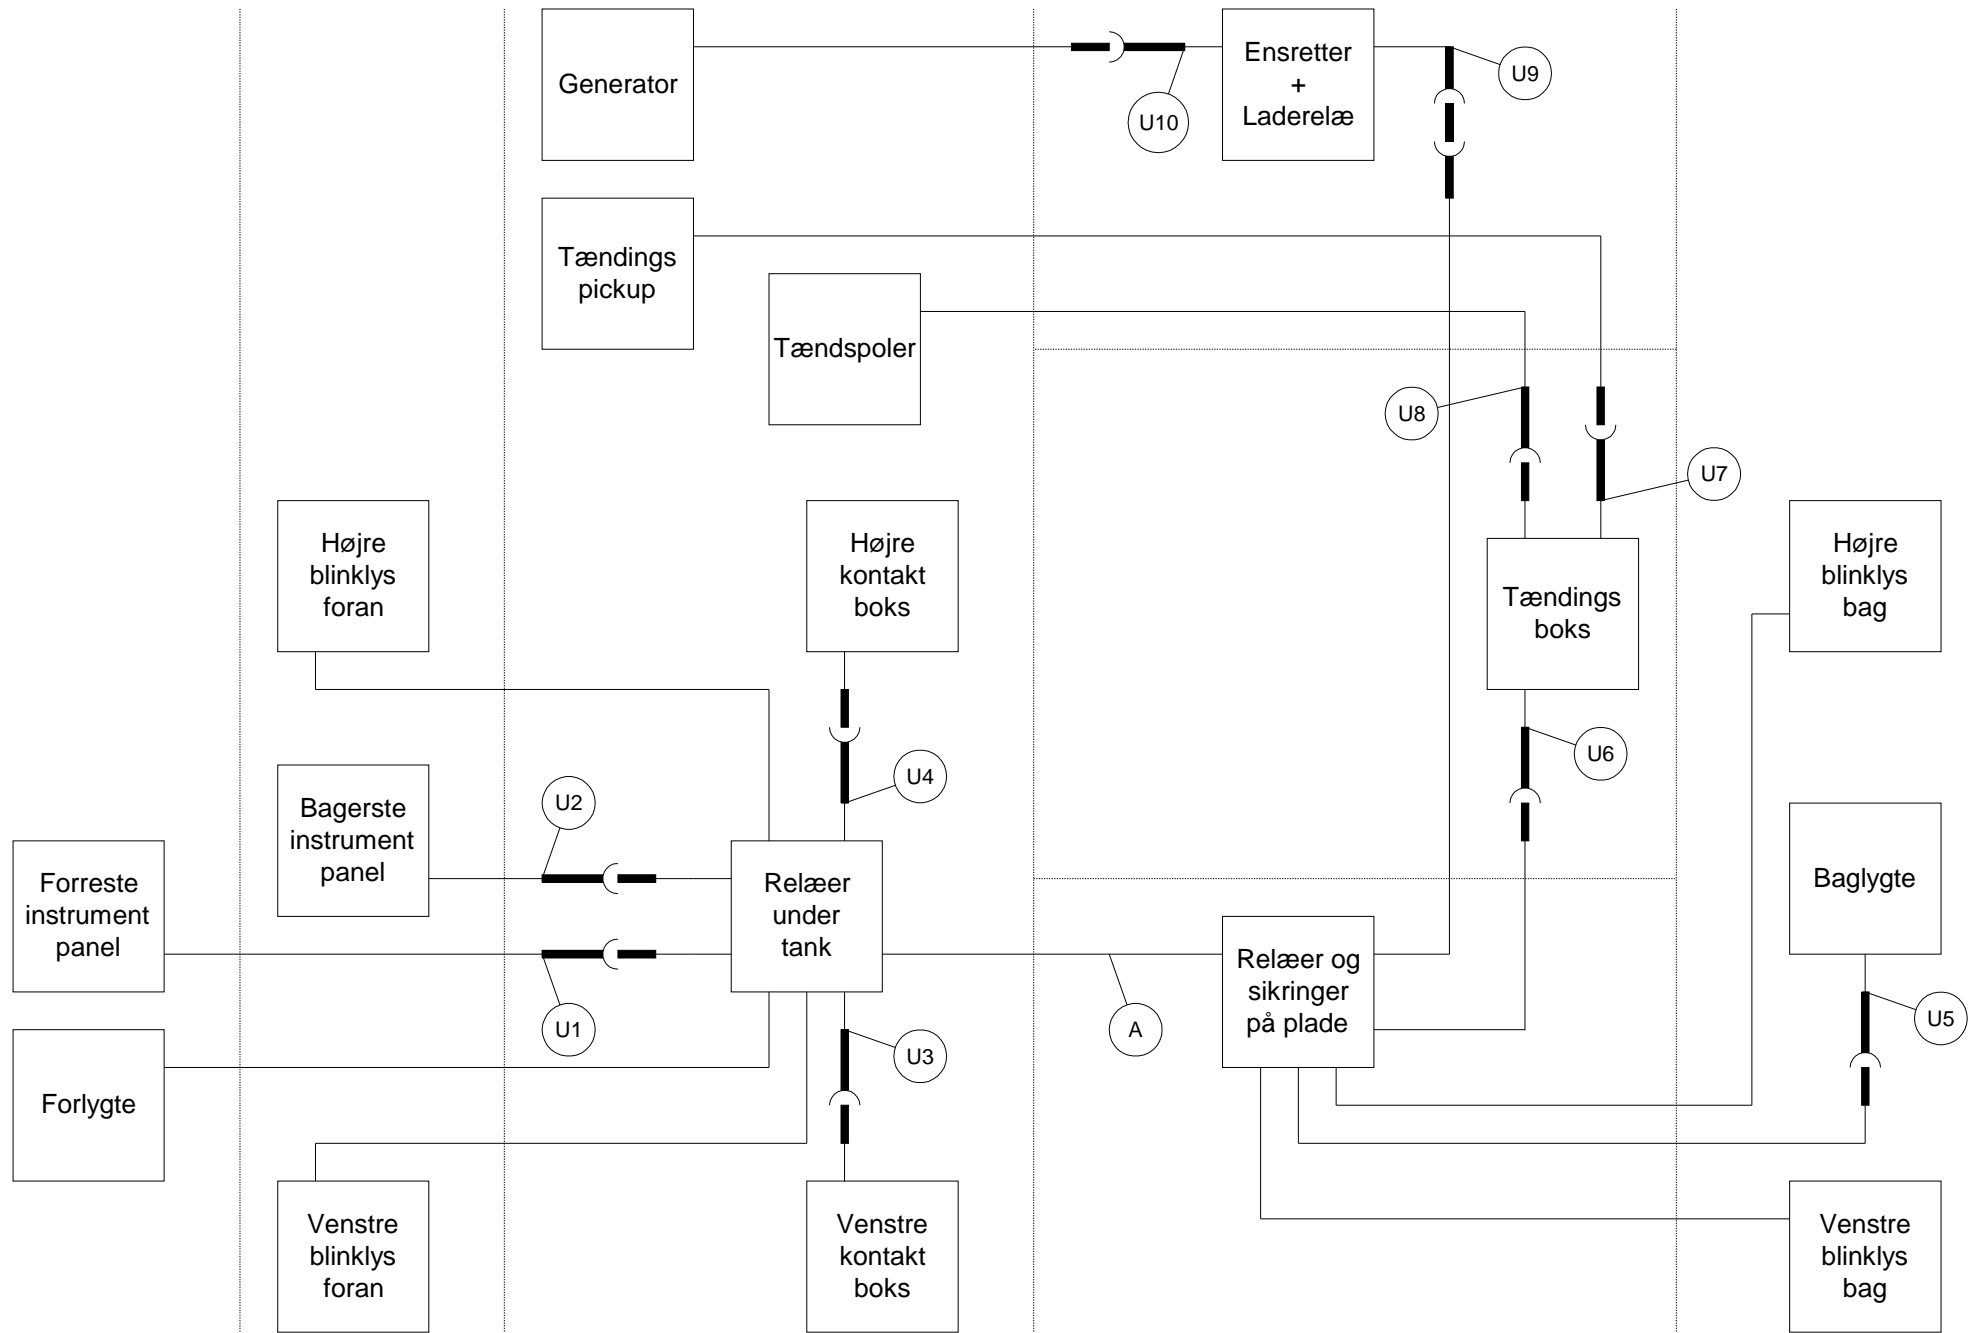 Generator
U10
Ensretter
+
Laderelæ
U9
Tændings
pickup
Tændspoler
U8
U7
Højre
blinklys
foran
Højre
kontakt
boks
Tændings
boks
Højre
blinklys
bag
U6
Bagerste
instrument
panel
U2
U4
Forreste
instrument
panel
Relæer
under
tank
Baglygte
U1
U3
A
Relæer og
sikringer
på plade
U5
Forlygte
Venstre
blinklys
foran
Venstre
kontakt
boks
Venstre
blinklys
bag